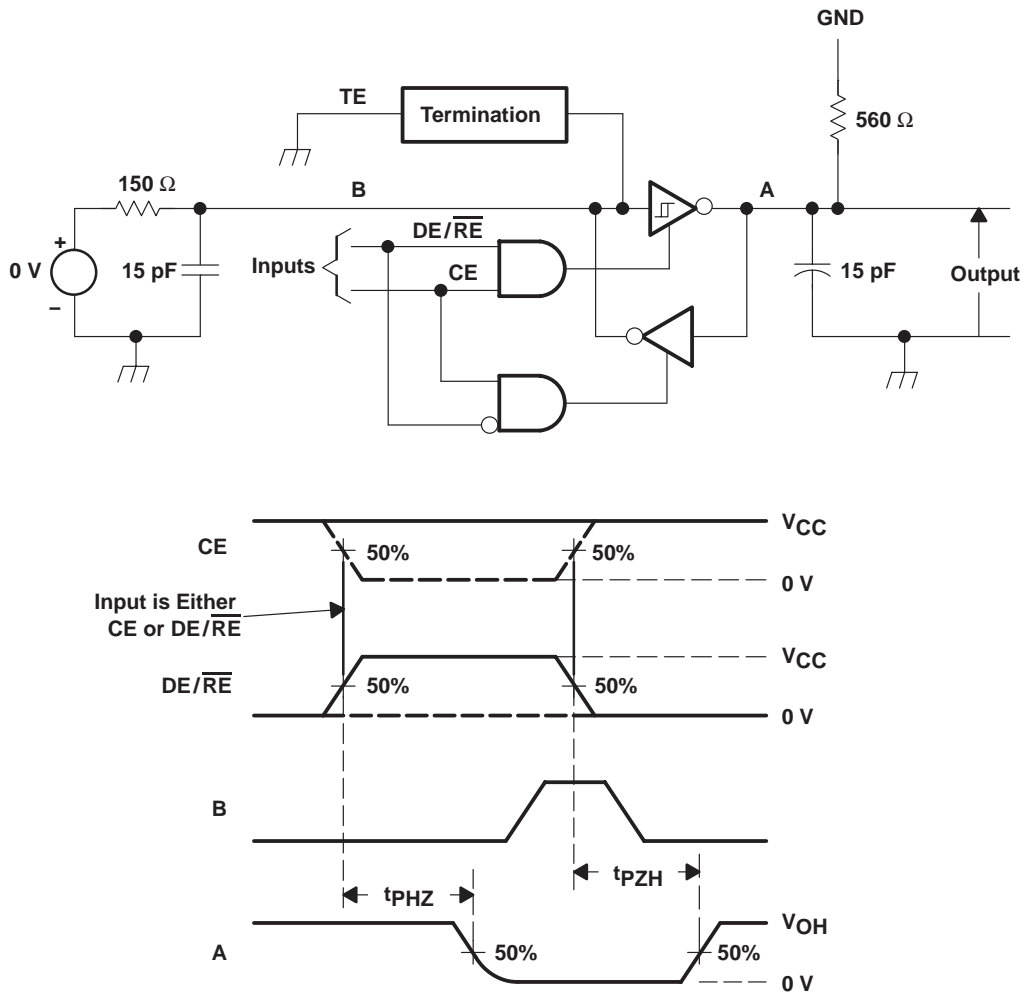 GND
TE
Termination
560 Ω
150 Ω
B
A
DE/RE
+
0 V
15 pF
Inputs
CE
15 pF
Output
–
VCC
CE
50%
50%
0 V
Input is Either
CE or DE/RE
VCC
DE/RE
50%
50%
0 V
B
tPHZ
tPZH
VOH
A
50%
50%
0 V